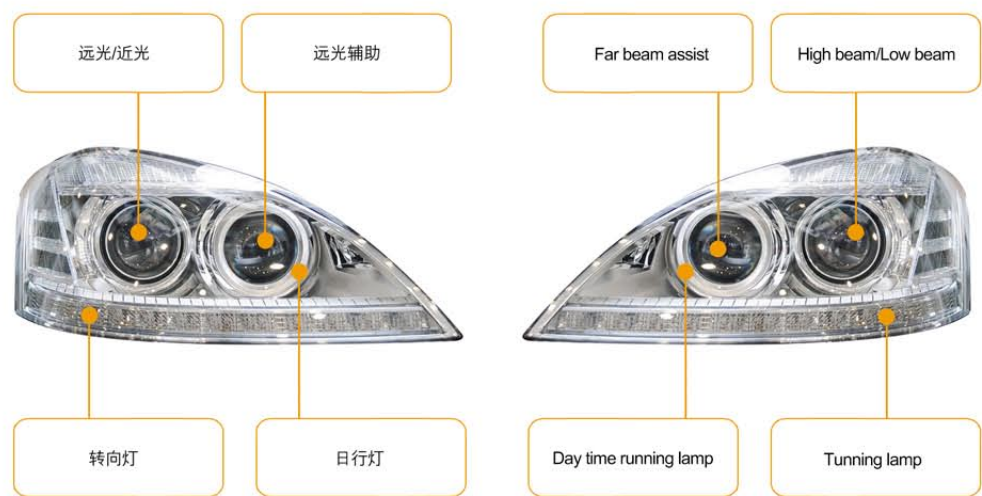 远光/近光
远光辅助
Far beam assist
High beam/Low beam
转向灯
日行灯
Day time running lamp
Tunning lamp